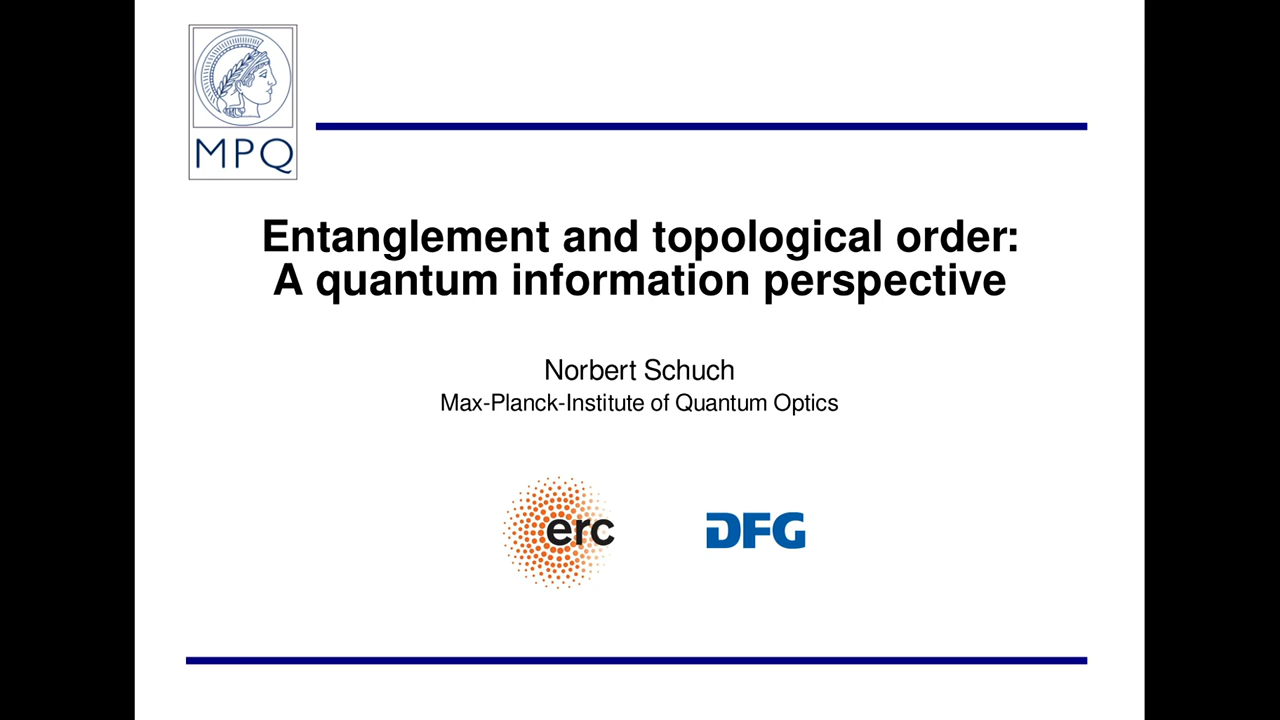 MPQ
Entanglement and topological order:
A quantum information perspective
Norbert Schuch
Max-Planck-Institute of Quantum Optics
erc
DFG